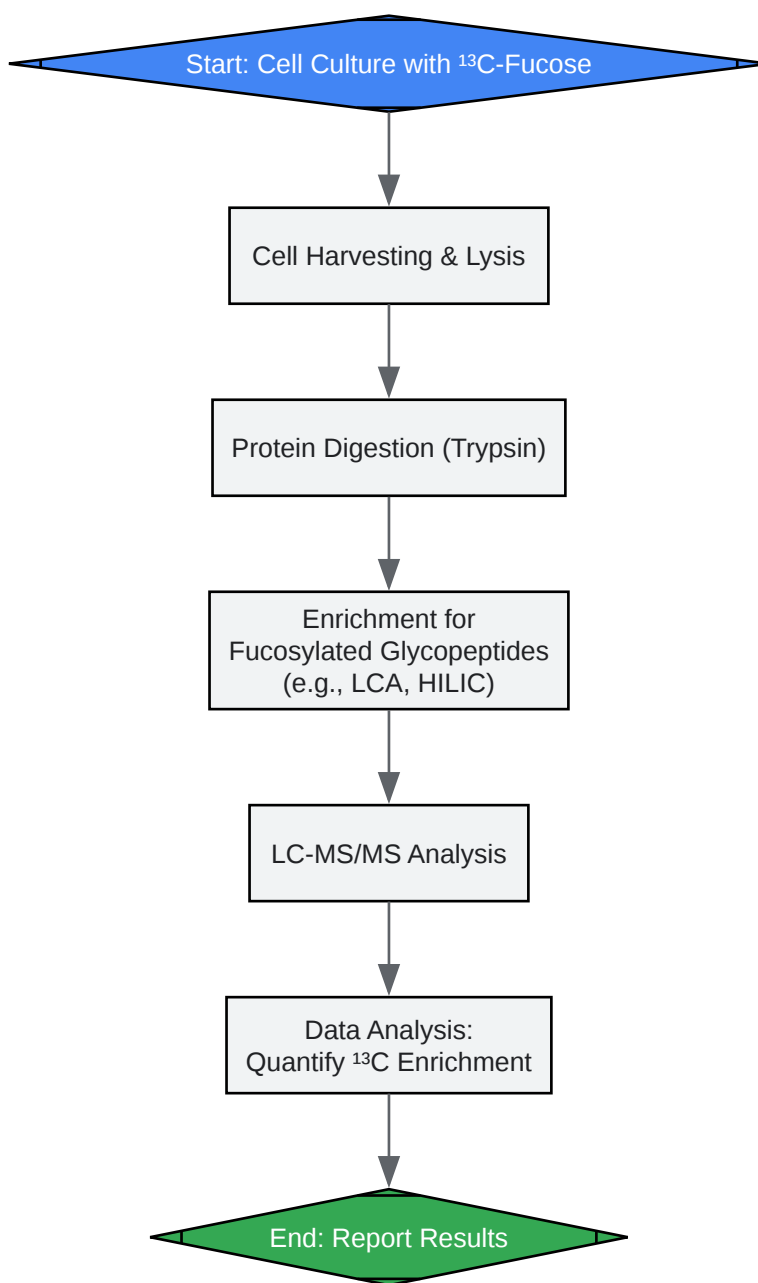 Start: Cell Culture with ¹³C-Fucose
Cell Harvesting & Lysis
Protein Digestion (Trypsin)
Enrichment for
Fucosylated Glycopeptides
(e.g., LCA, HILIC)
LC-MS/MS Analysis
Data Analysis:
Quantify ¹³C Enrichment
End: Report Results